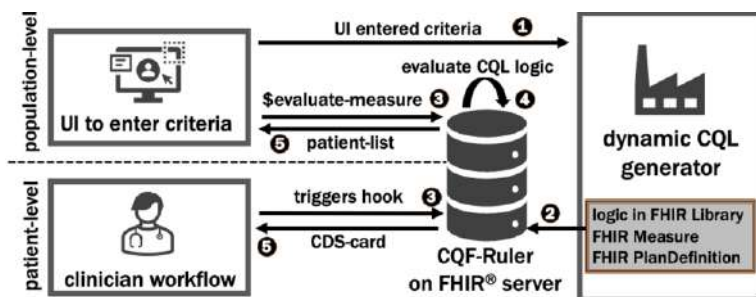 population-level
UI to enter criteria
UI entered criteria 1
evaluate CQL logic
4
$evaluate-measure 3
5 patient-list
dynamic CQL
generator
patient-level
clinician workflow
triggers hook 3
5 CDS-card
CQF-Ruler
on FHIR® server
2
logic in FHIR Library
FHIR Measure
FHIR PlanDefinition